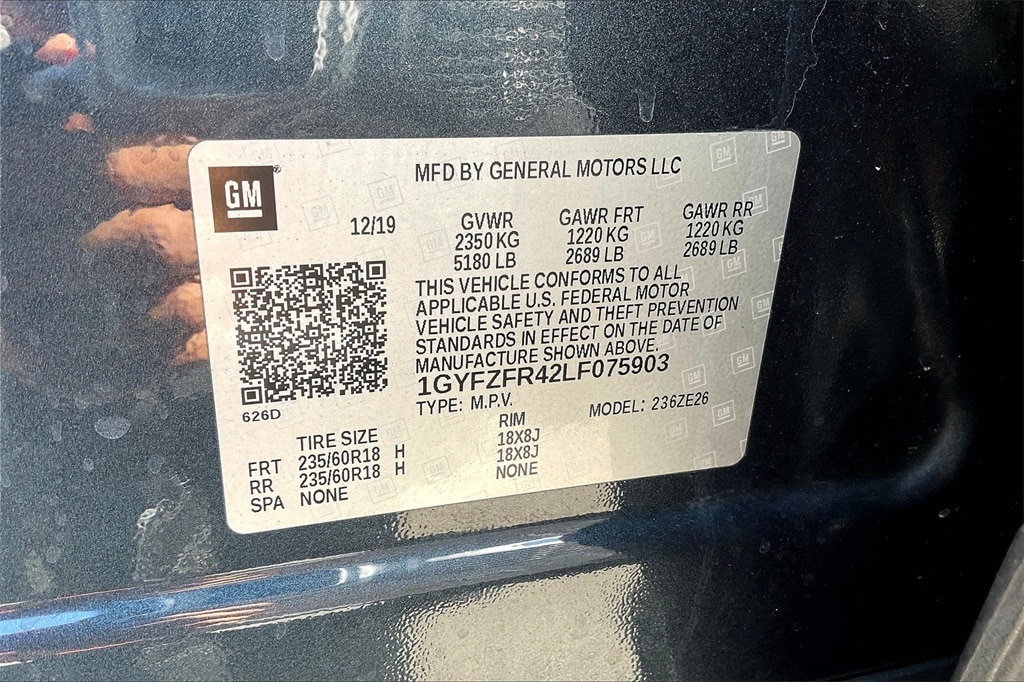 GM
MFD BY GENERAL MOTORS LLC
12/19
GVWR
2350 KG
5180 LB
GAWR FRT
1220 KG
2689 LB
GAWR RR
1220 KG
2689 LB
THIS VEHICLE CONFORMS TO ALL
APPLICABLE U.S. FEDERAL MOTOR
VEHICLE SAFETY AND THEFT PREVENTION
STANDARDS IN EFFECT ON THE DATE OF
MANUFACTURE SHOWN ABOVE.
1GYFZFR42LF075903
626D
TYPE: M.P.V.
MODEL: 236ZE26
TIRE SIZE RIM
FRT 235/60R18 H 18X8J
RR 235/60R18 H 18X8J
SPA NONE NONE